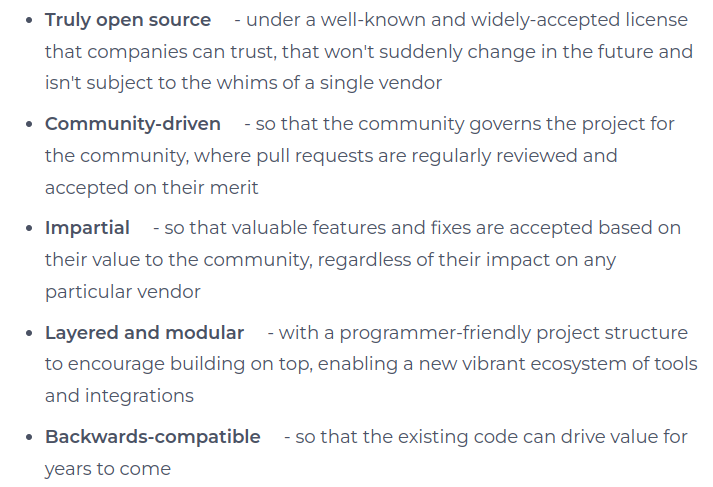 • Truly open source - under a well-known and widely-accepted license
that companies can trust, that won't suddenly change in the future and
isn't subject to the whims of a single vendor
• Community-driven - so that the community governs the project for
the community, where pull requests are regularly reviewed and
accepted on their merit
• Impartial - so that valuable features and fixes are accepted based on
their value to the community, regardless of their impact on any
particular vendor
• Layered and modular - with a programmer-friendly project structure
to encourage building on top, enabling a new vibrant ecosystem of tools
and integrations
• Backwards-compatible - so that the existing code can drive value for
years to come